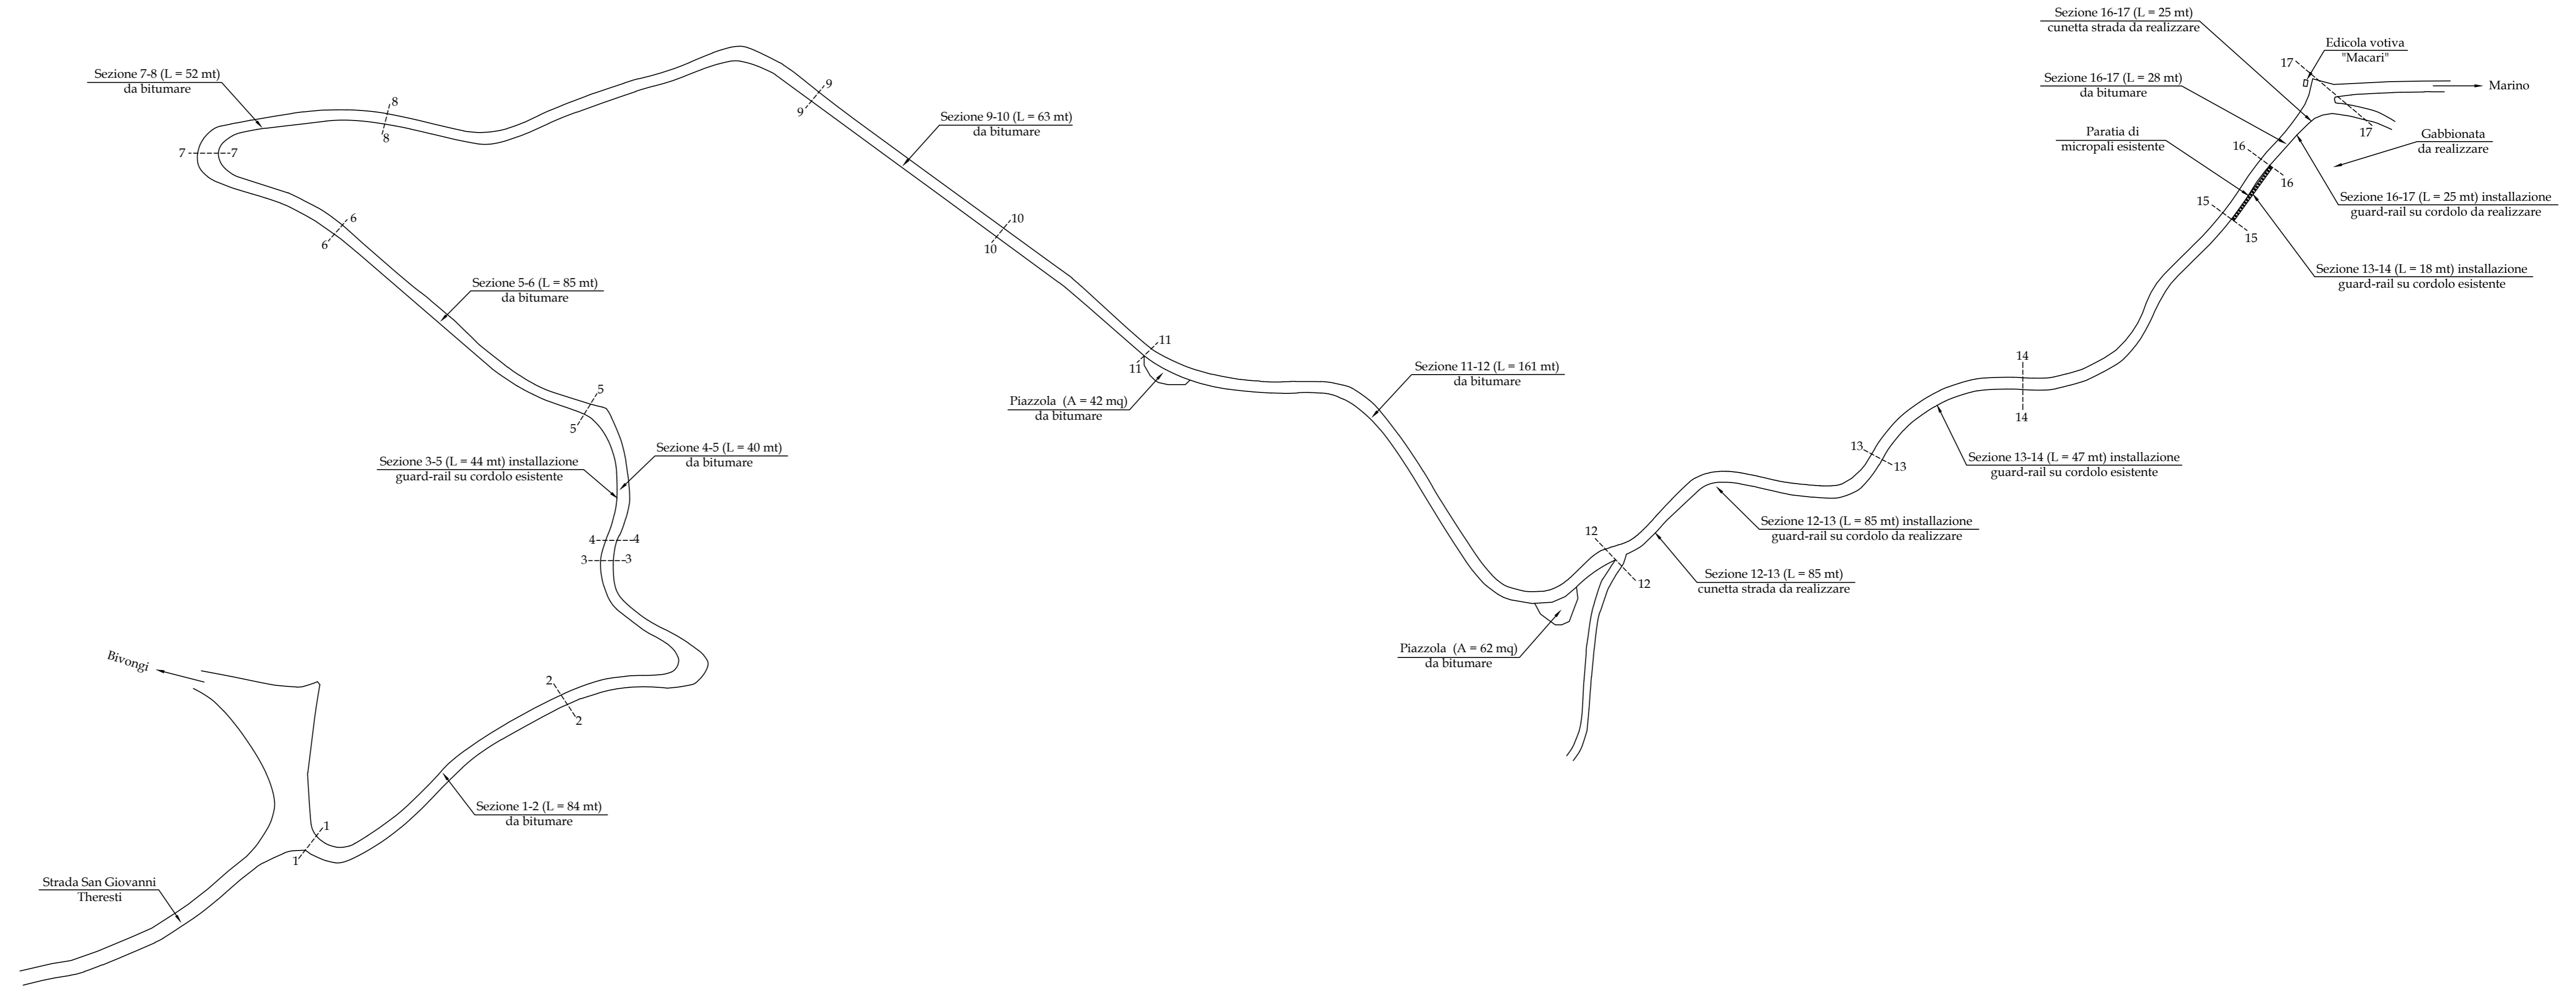 Sezione 16-17 (L = 25 mt)
cunetta strada da realizzare
Edicola votiva
"Macari"
17
Sezione 7-8 (L = 52 mt)
da bitumare
Sezione 16-17 (L = 28 mt)
da bitumare
Marino
9
8
9
Sezione 9-10 (L = 63 mt)
da bitumare
Paratia di
micropali esistente
17
Gabbionata
da realizzare
8
7
7
16
16
Sezione 16-17 (L = 25 mt) installazione
guard-rail su cordolo da realizzare
15
6
10
15
6
10
Sezione 13-14 (L = 18 mt) installazione
guard-rail su cordolo esistente
Sezione 5-6 (L = 85 mt)
da bitumare
11
14
11
Sezione 11-12 (L = 161 mt)
da bitumare
5
Piazzola (A = 42 mq)
da bitumare
14
5
13
Sezione 4-5 (L = 40 mt)
da bitumare
Sezione 3-5 (L = 44 mt) installazione
guard-rail su cordolo esistente
13
Sezione 13-14 (L = 47 mt) installazione
guard-rail su cordolo esistente
Sezione 12-13 (L = 85 mt) installazione
guard-rail su cordolo da realizzare
12
4
4
3
3
Sezione 12-13 (L = 85 mt)
cunetta strada da realizzare
12
Piazzola (A = 62 mq)
da bitumare
Bivongi
2
2
Sezione 1-2 (L = 84 mt)
da bitumare
1
1
Strada San Giovanni
Theresti